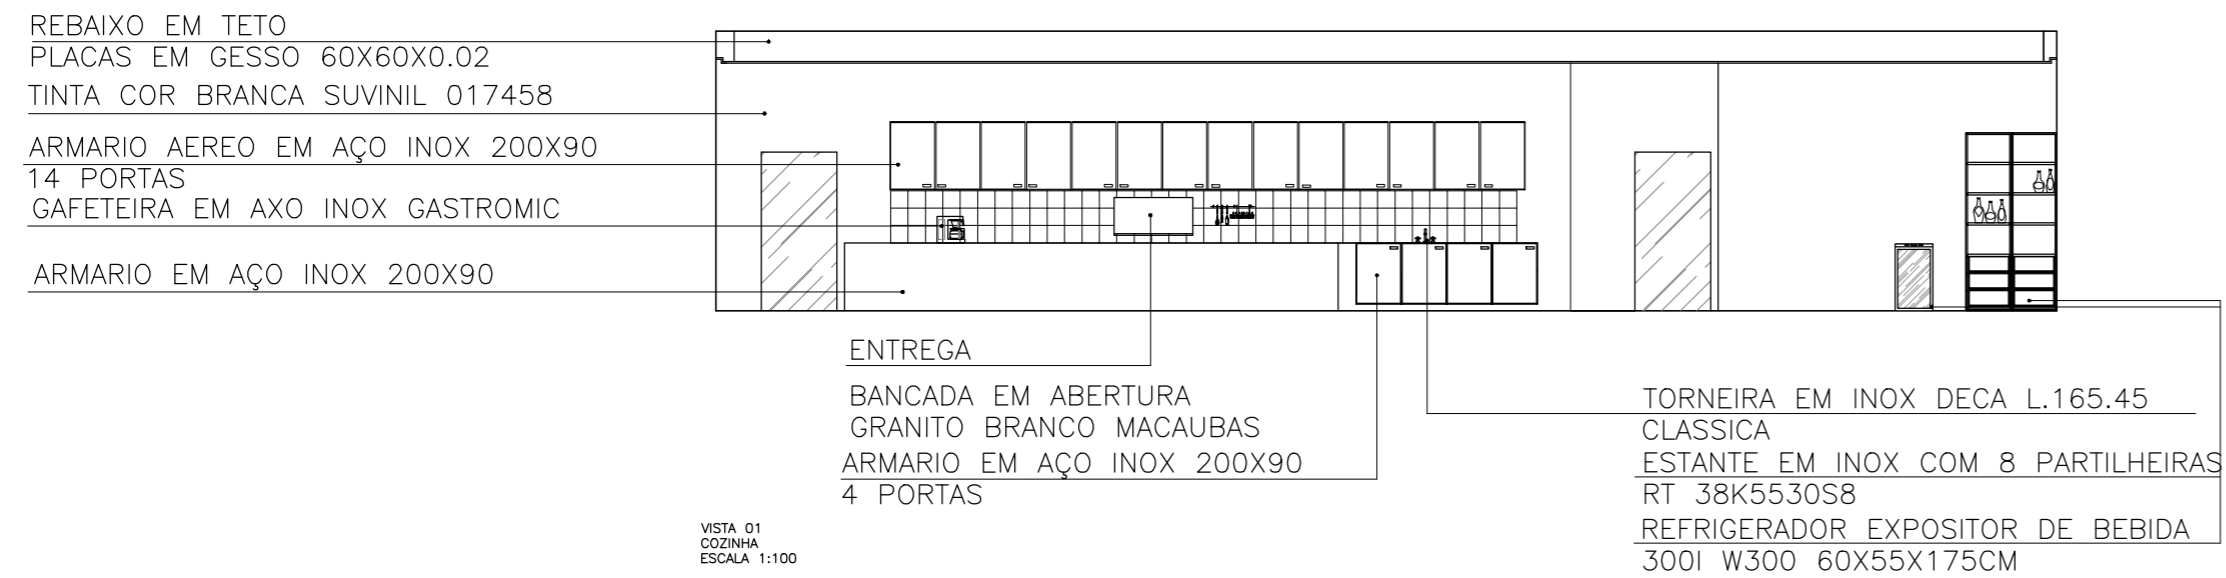 REBAIXO EM TETO
PLACAS EM GESSO 60X60X0.02
TINTA COR BRANCA SUVINIL 017458
ARMARIO AEREO EM AÇO INOX 200X90
14 PORTAS
GAFETEIRA EM AXO INOX GASTROMIC
ARMARIO EM AÇO INOX 200X90
ENTREGA
BANCADA EM ABERTURA
GRANITO BRANCO MACAUBAS
ARMARIO EM AÇO INOX 200X90
4 PORTAS
TORNEIRA EM INOX DECA L.165.45
CLASSICA
ESTANTE EM INOX COM 8 PARTILHEIRAS
RT 38K5530S8
REFRIGERADOR EXPOSITOR DE BEBIDA
300l W300 60X55X175CM
VISTA 01
COZINHA
ESCALA 1:100